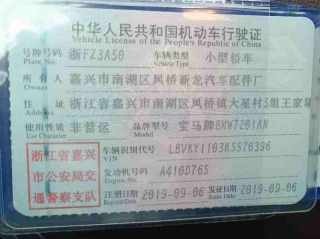 中华人民共和国机动车行驶证
Vehicle License of the People's Republic of China
号牌号码 浙FZ3A50 车辆类型 小型轿车
Plate No. Vehicle Type
所有人 嘉兴市南湖区凤桥新龙汽车配件厂
Owner
住址 浙江省嘉兴市南湖区凤桥镇大星村5组王家
Address
使用性质 非营运 品牌型号 宝马牌BMW7201AN
Use Character Model
浙江省嘉兴
市公安局交
通警察支队
车辆识别代号 LBVKY1103KSS70396
VIN
发动机号码 A410D765
Engine No.
注册日期 2019-09-06 发证日期 2019-09-06
Register Date Issue Date